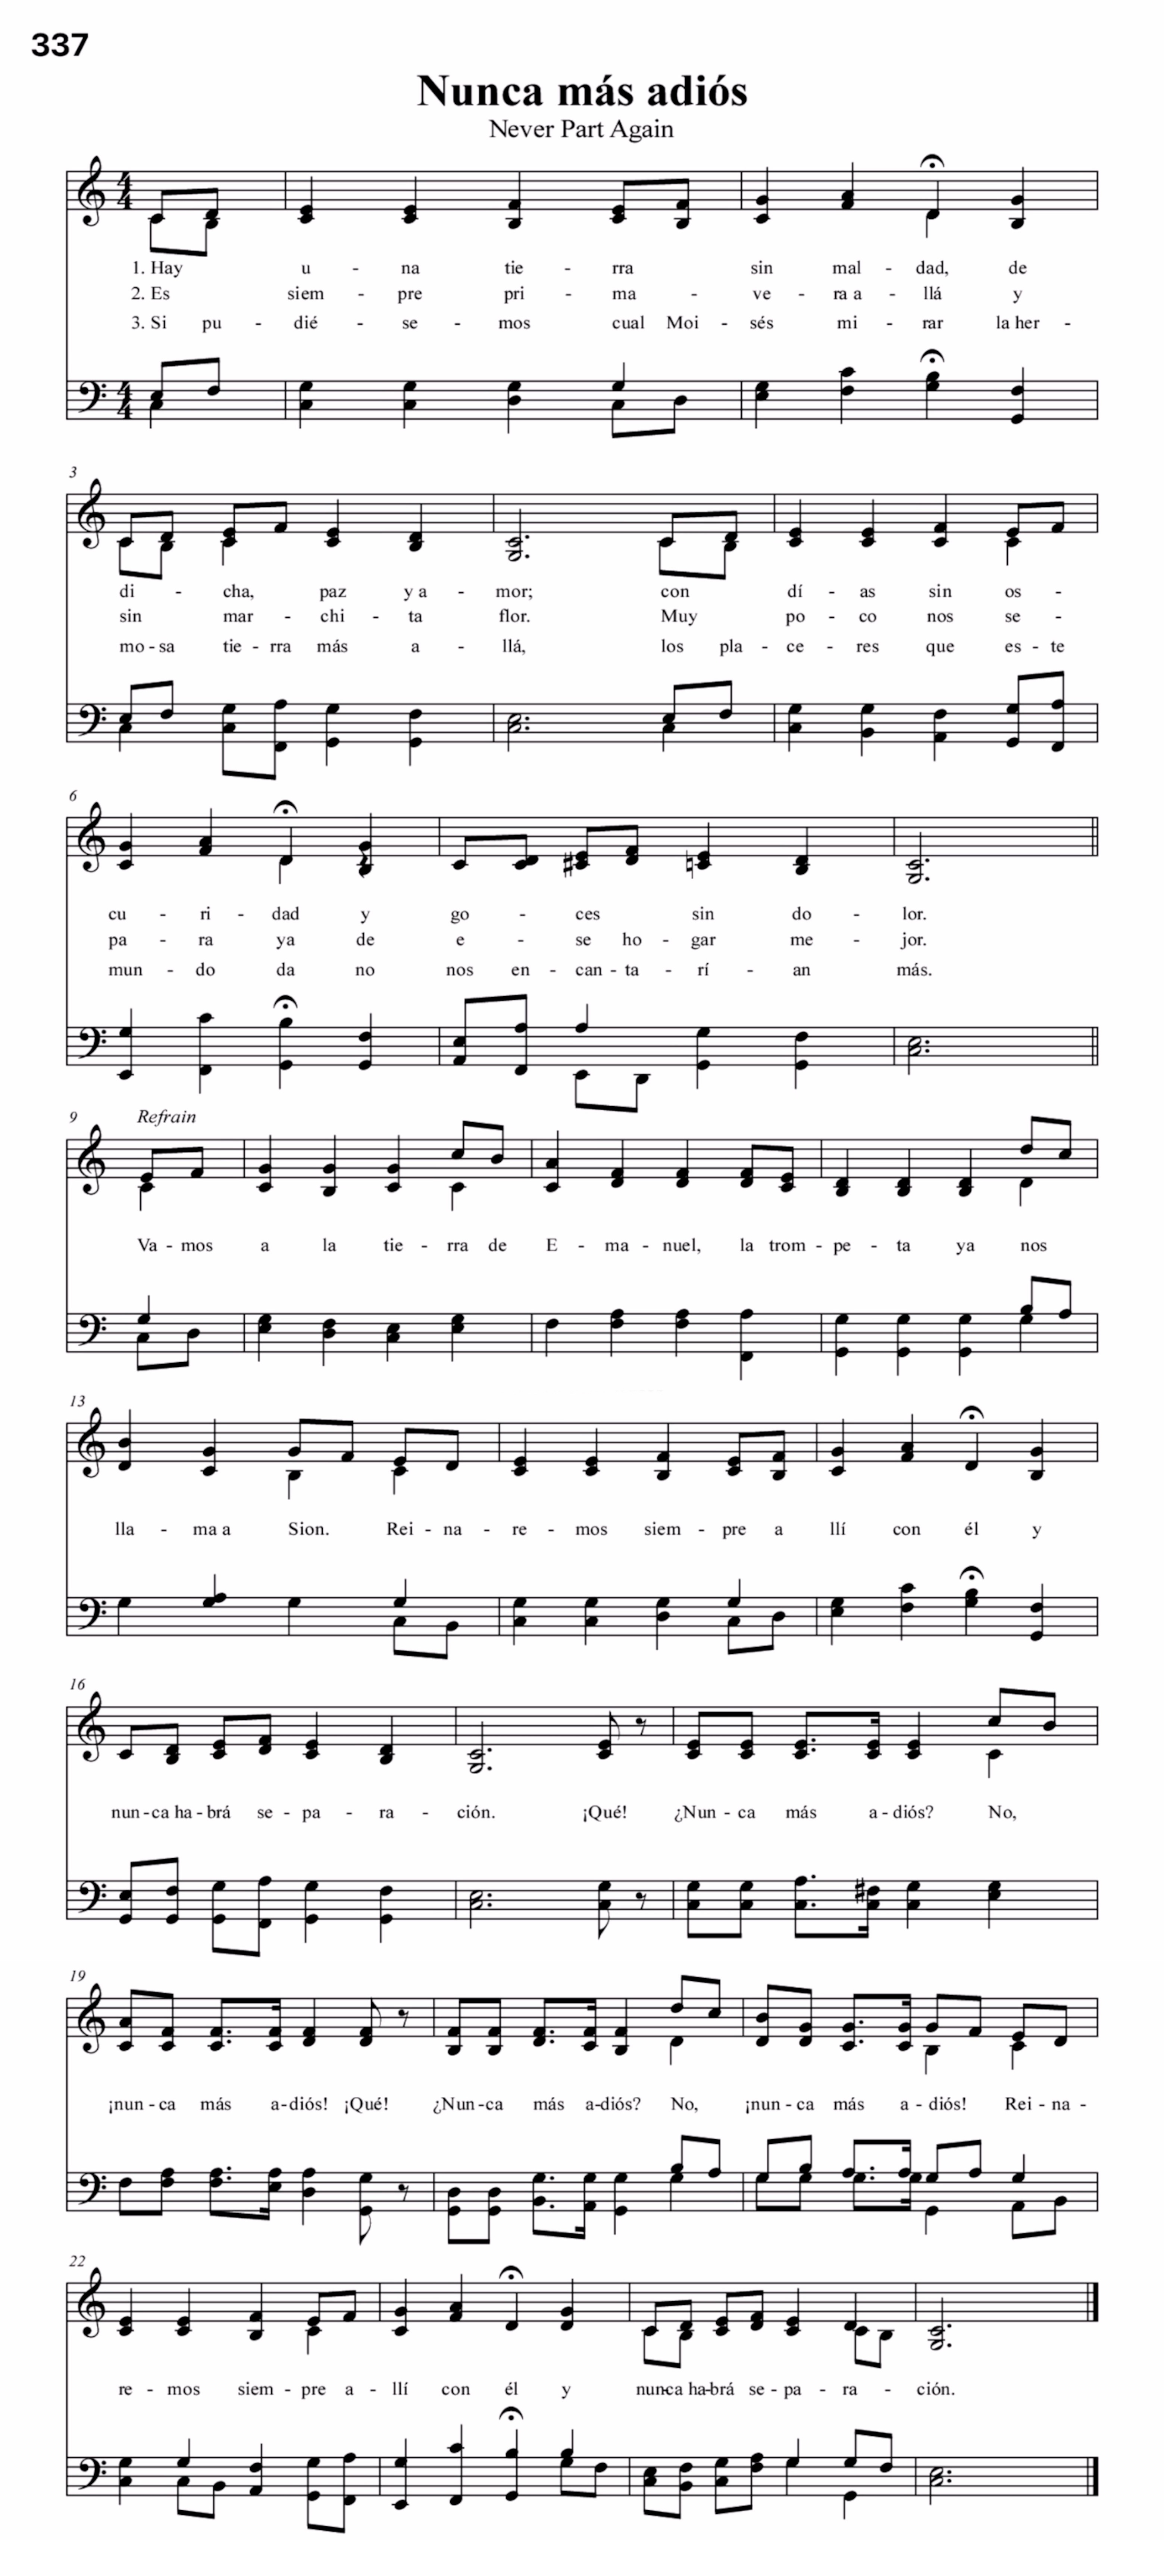 337
Nunca más adiós
Never Part Again
1. Hay u - na tie - rra sin mal - dad, de
2. Es siem - pre pri - ma - ve - ra a - llá y
3. Si pu - dié - se - mos cual Moi - sés mi - rar la her -
3
di - cha, paz y a - mor; con dí - as sin os -
sin mar - chi - ta flor. Muy po - co nos se -
mo - sa tie - rra más a - llá, los pla - ce - res que es - te
6
cu - ri - dad y go - ces sin do - lor.
pa - ra ya de e - se ho - gar me - jor.
mun - do da no nos en - can - ta - rí - an más.
9 Refrain
Va - mos a la tie - rra de E - ma - nuel, la trom - pe - ta ya nos
13
lla - ma a Sion. Rei - na - re - mos siem - pre a llí con él y
16
nun - ca ha - brá se - pa - ra - ción. ¡Qué! ¿Nun - ca más a - diós? No,
19
¡nun - ca más a - diós! ¡Qué! ¿Nun - ca más a - diós? No, ¡nun - ca más a - diós! Rei - na -
22
re - mos siem - pre a - llí con él y nun - ca ha - brá se - pa - ra - ción.